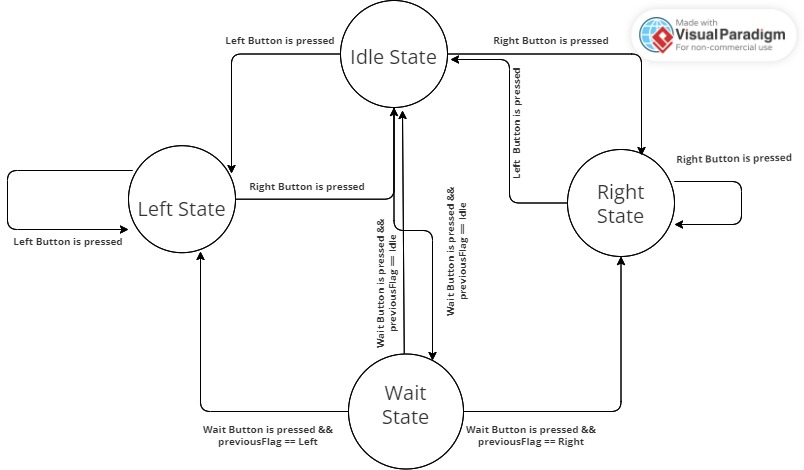 Made with
Visual Paradigm
For non-commercial use
Left Button is pressed
Idle State
Right Button is pressed
Left Button is pressed
Right Button is pressed
Left State
Right Button is pressed
Right
State
Left Button is pressed
Wait Button is pressed &&
previousFlag == Idle
Wait Button is pressed &&
previousFlag == Idle
Wait
State
Wait Button is pressed &&
previousFlag == Left
Wait Button is pressed &&
previousFlag == Right